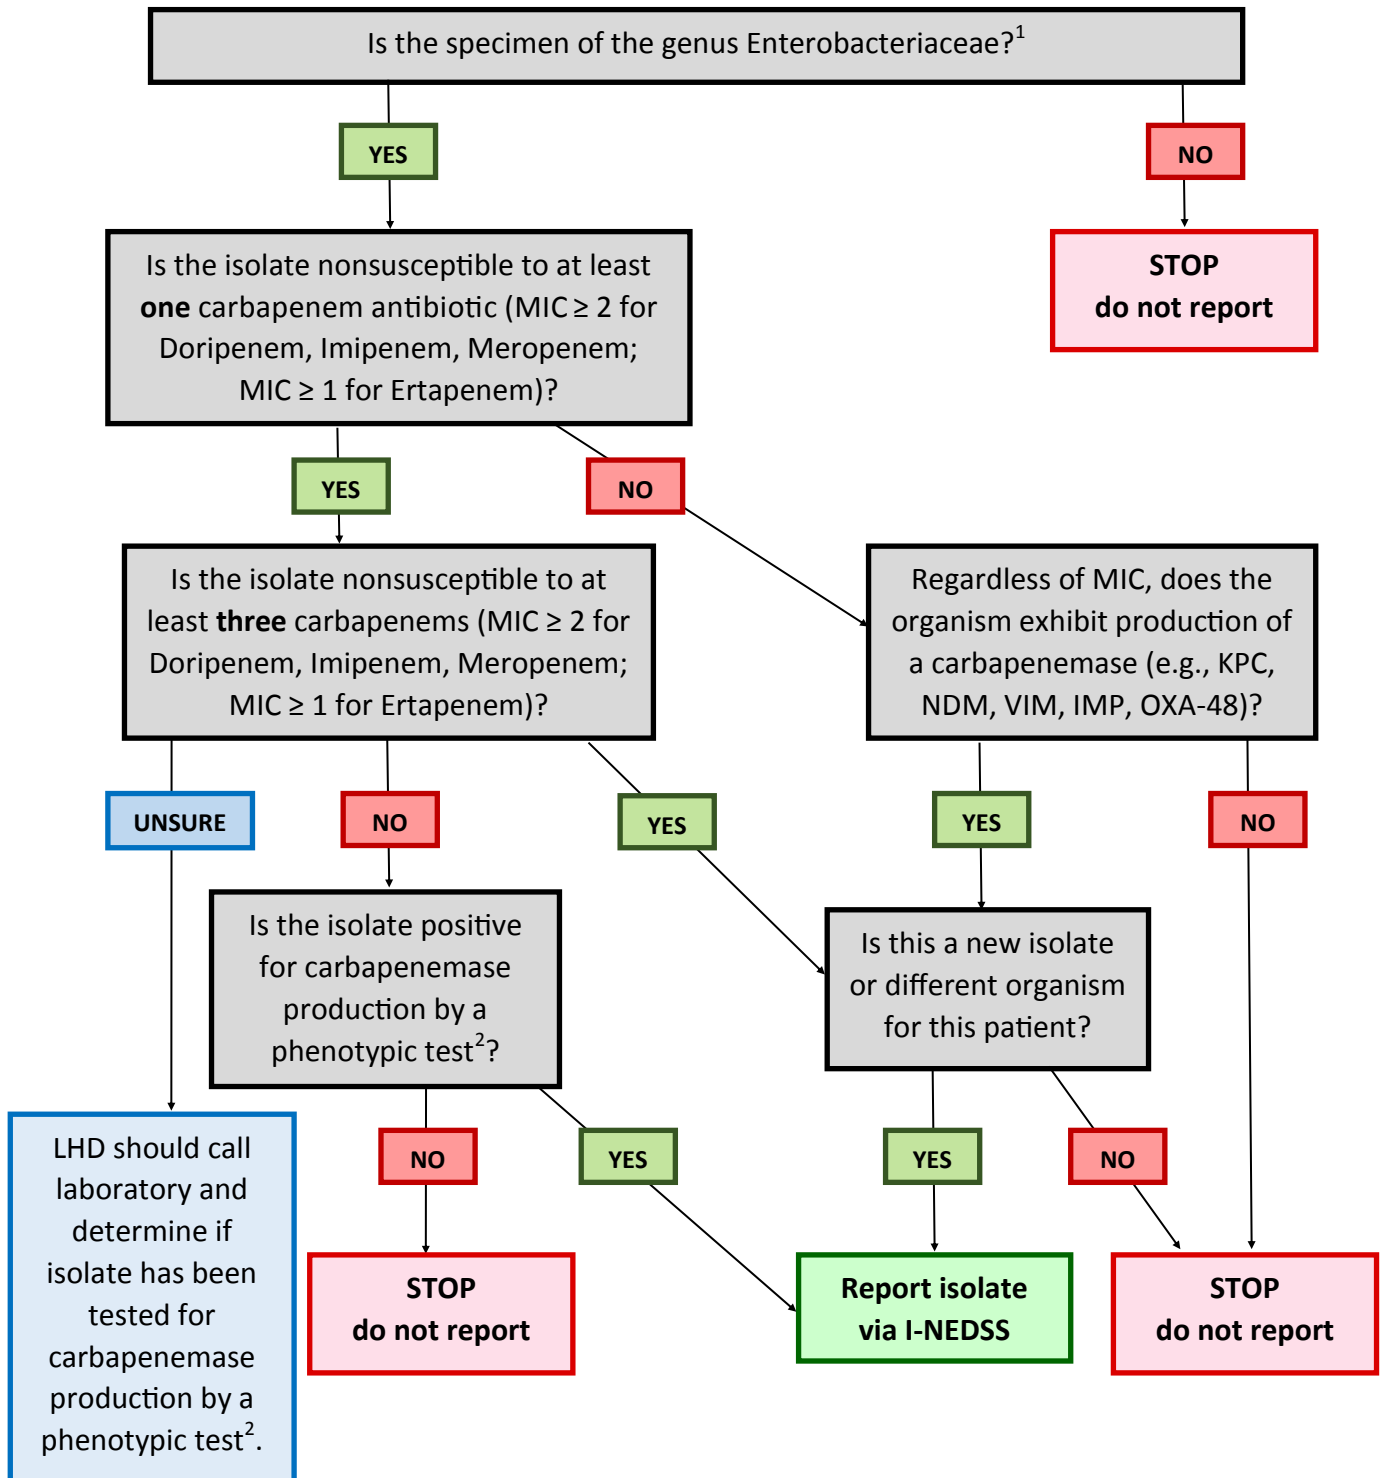 Is the specimen of the genus Enterobacteriaceae?1
YES
NO
Is the isolate nonsusceptible to at least
one carbapenem antibiotic (MIC ≥ 2 for
Doripenem, Imipenem, Meropenem;
MIC ≥ 1 for Ertapenem)?
STOP
do not report
YES
NO
Is the isolate nonsusceptible to at
least three carbapenems (MIC ≥ 2 for
Doripenem, Imipenem, Meropenem;
MIC ≥ 1 for Ertapenem)?
Regardless of MIC, does the
organism exhibit production of
a carbapenemase (e.g., KPC,
NDM, VIM, IMP, OXA-48)?
UNSURE
NO
YES
YES
NO
Is the isolate positive
for carbapenemase
production by a
phenotypic test2?
Is this a new isolate
or different organism
for this patient?
LHD should call
laboratory and
determine if
isolate has been
tested for
carbapenemase
production by a
phenotypic test2.
NO
YES
YES
NO
STOP
do not report
Report isolate
via I-NEDSS
STOP
do not report